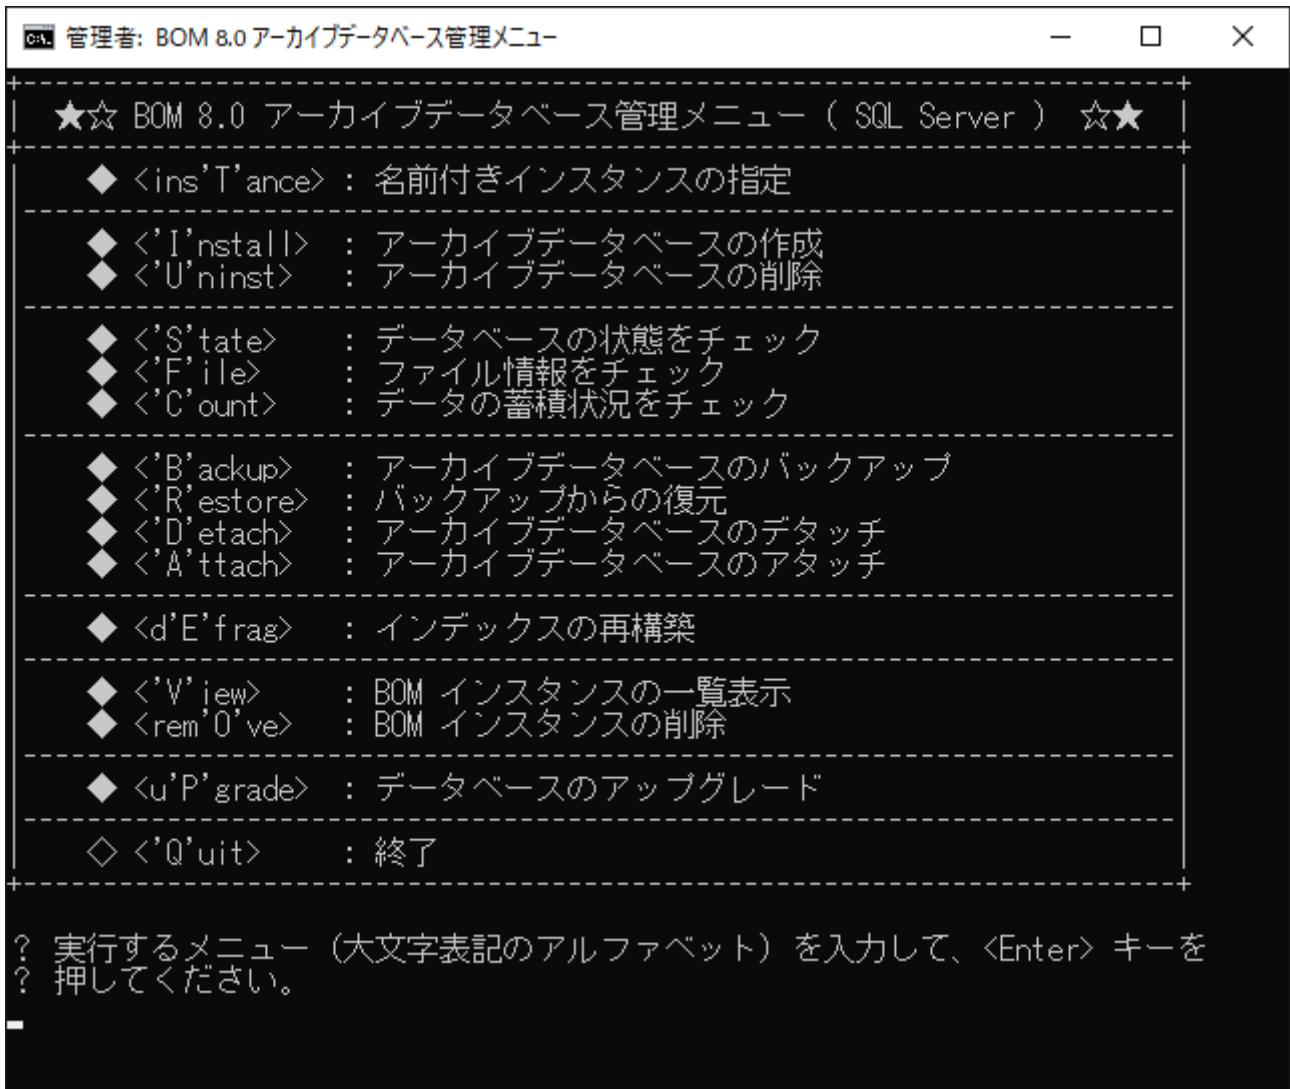 管理者: BOM 8.0 アーカイブデータベース管理メニュー
★☆ BOM 8.0 アーカイブデータベース管理メニュー ( SQL Server ) ☆★
◆ <ins'T'ance> : 名前付きインスタンスの指定
◆ <'I'nstall> : アーカイブデータベースの作成
◆ <'U'ninst> : アーカイブデータベースの削除
◆ <'S'tate> : データベースの状態をチェック
◆ <'F'ile> : ファイル情報をチェック
◆ <'C'ount> : データの蓄積状況をチェック
◆ <'B'ackup> : アーカイブデータベースのバックアップ
◆ <'R'estore> : バックアップからの復元
◆ <'D'etach> : アーカイブデータベースのデタッチ
◆ <'A'ttach> : アーカイブデータベースのアタッチ
◆ <d'E'frag> : インデックスの再構築
◆ <'V'iew> : BOM インスタンスの一覧表示
◆ <rem'O've> : BOM インスタンスの削除
◆ <u'P'grade> : データベースのアップグレード
◇ <'Q'uit> : 終了
? 実行するメニュー（大文字表記のアルファベット）を入力して、<Enter> キーを
? 押してください。